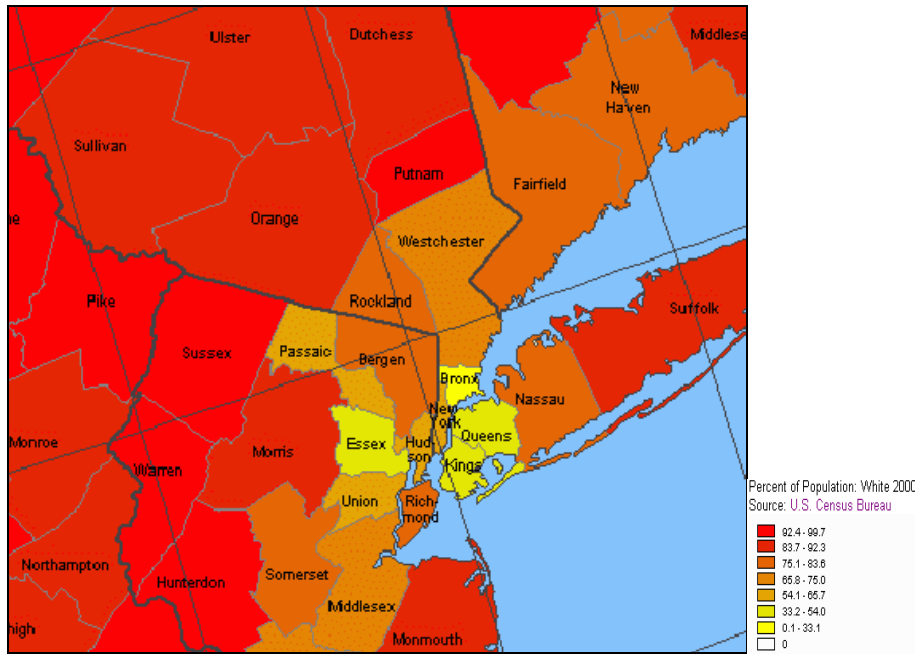 Ulster
Dutchess
Middlese
New
Haven
Sullivan
Putnam
Fairfield
Orange
Westchester
Pike
Rockland
Suffolk
Sussex
Passaic
Bergen
Bronx
Nassau
New
York
Essex
Hud-
son
Queens
Monroe
Morris
Kings
Warren
Union
Rich-
mond
Northampton
Hunterdon
Somerset
Middlesex
high
Monmouth
Percent of Population: White 2000
Source: U.S. Census Bureau
92.4 - 99.7
83.7 - 92.3
75.1 - 83.6
65.8 - 75.0
54.1 - 65.7
33.2 - 54.0
0.1 - 33.1
0